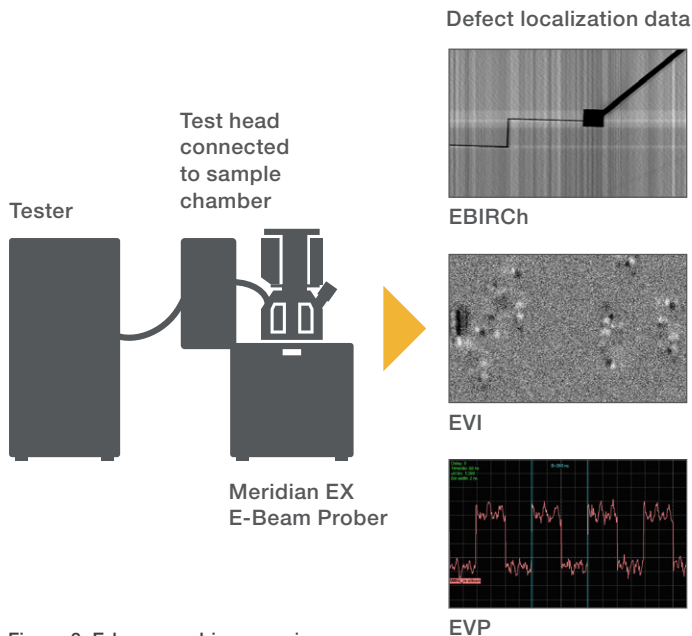 Defect localization data
Test head
connected
to sample
chamber
Tester
EBIRCh
EVI
Meridian EX
E-Beam Prober
EVP